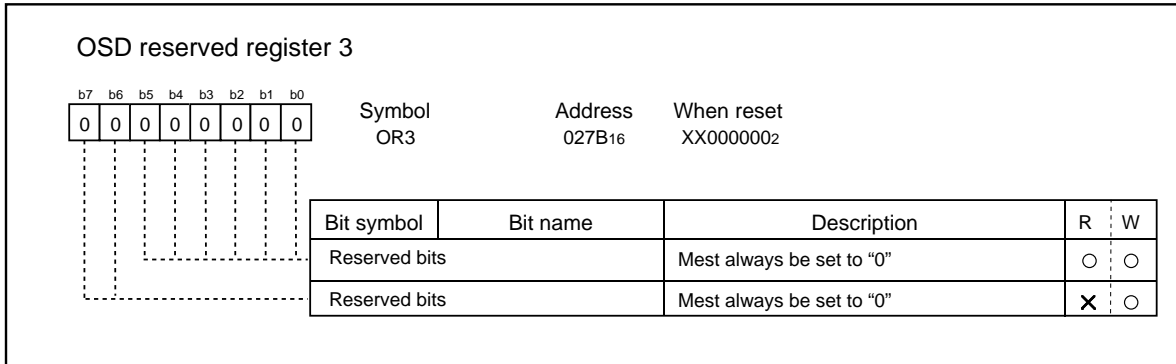 OSD reserved register 3
b7 b6 b5 b4 b3 b2 b1 b0
0 0 0 0 0 0 0 0
Symbol Address When reset
OR3 027B16 XX0000002
Bit symbol Bit name Description R W
Reserved bits Mest always be set to “0” ○ ○
Reserved bits Mest always be set to “0” ✕ ○